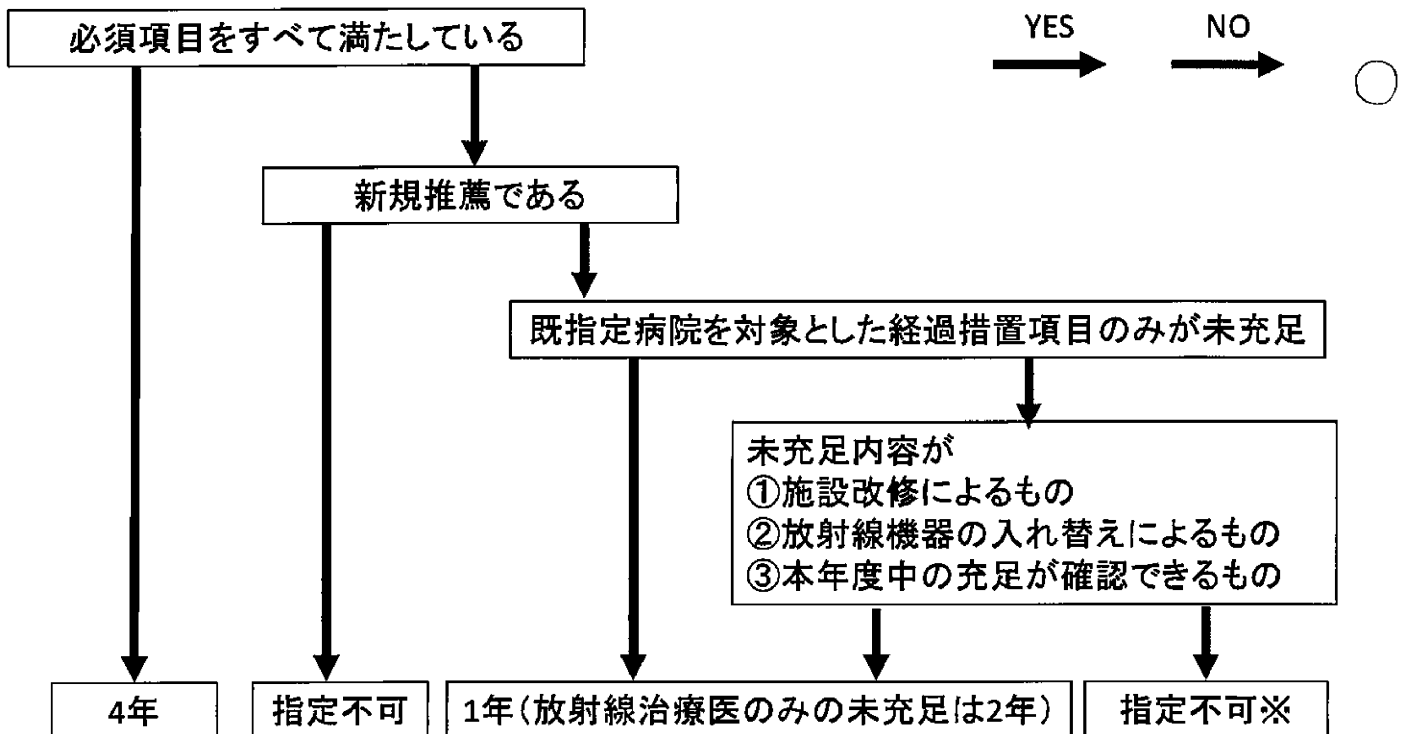 必須項目をすべて満たしている
YES
NO
新規推薦である
既指定病院を対象とした経過措置項目のみが未充足
未充足内容が
①施設改修によるもの
②放射線機器の入れ替えによるもの
③本年度中の充足が確認できるもの
4年
指定不可
1年(放射線治療医のみの未充足は2年)
指定不可※